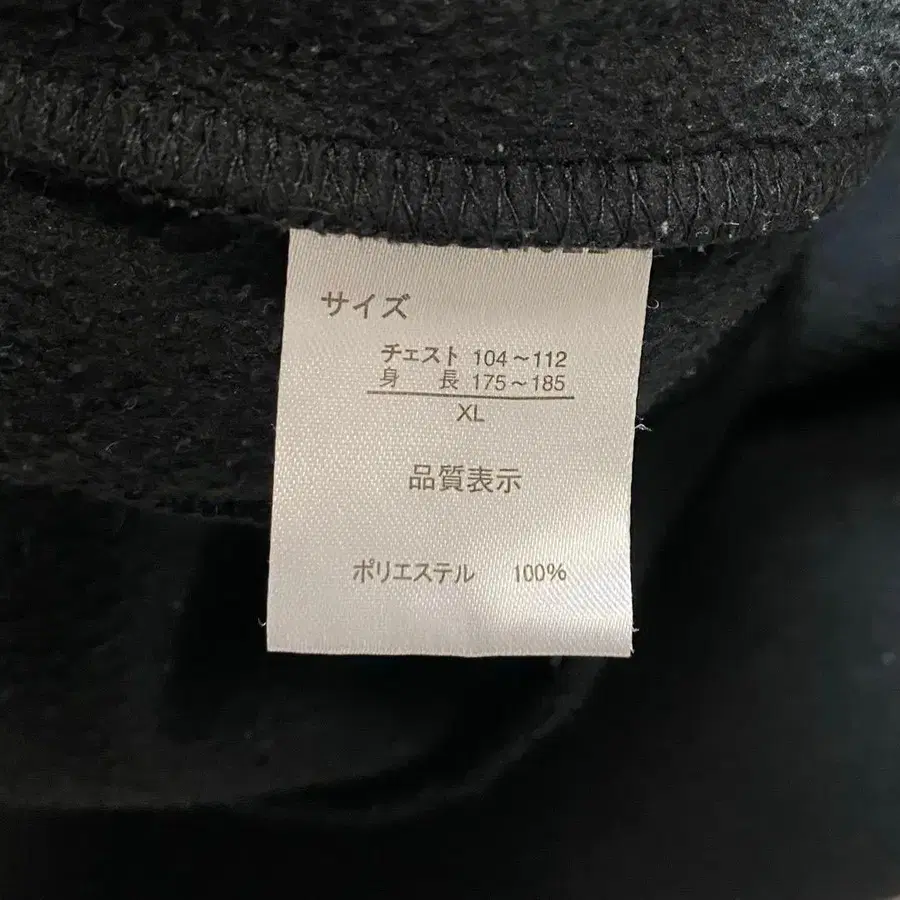 サイズ
チェスト 104～112
身 長 175～185
XL
品質表示
ポリエステル 100%